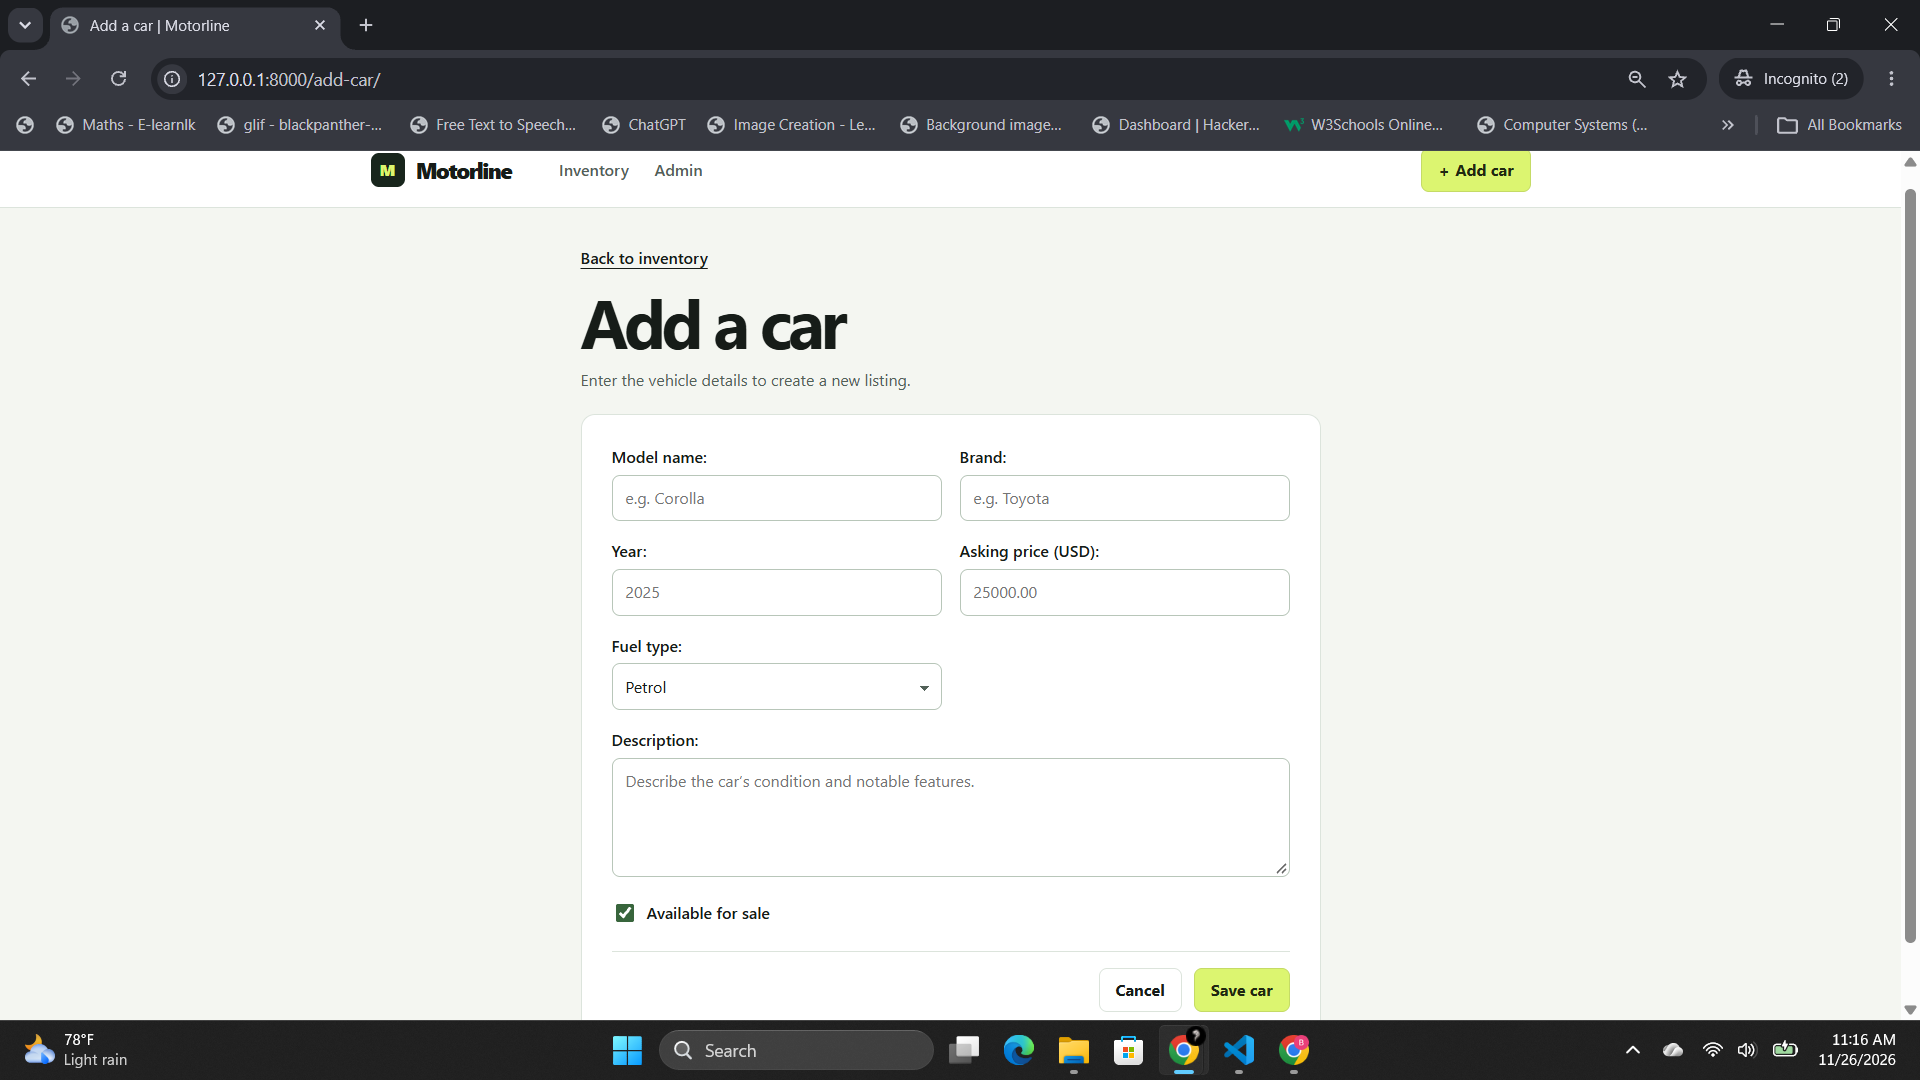 Add a car | Motorline
127.0.0.1:8000/add-car/
Incognito (2)
Maths - E-learnlk
glif - blackpanther-...
Free Text to Speech...
ChatGPT
Image Creation - Le...
Background image...
Dashboard | Hacker...
W3Schools Online...
Computer Systems (...
All Bookmarks
M
Motorline
Inventory
Admin
+ Add car
Back to inventory
Add a car
Enter the vehicle details to create a new listing.
Model name:
Brand:
e.g. Corolla
e.g. Toyota
Year:
Asking price (USD):
2025
25000.00
Fuel type:
Petrol
Description:
Describe the car's condition and notable features.
Available for sale
Cancel
Save car
78°F
Light rain
Search
B
11:16 AM
11/26/2026